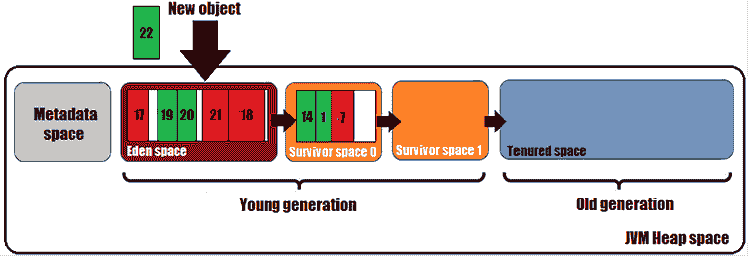 22
New object
Metadata
space
17 19 20 21 18
Eden space
14 1 7
Survivor space 0
Survivor space 1
Tenured space
Young generation
Old generation
JVM Heap space